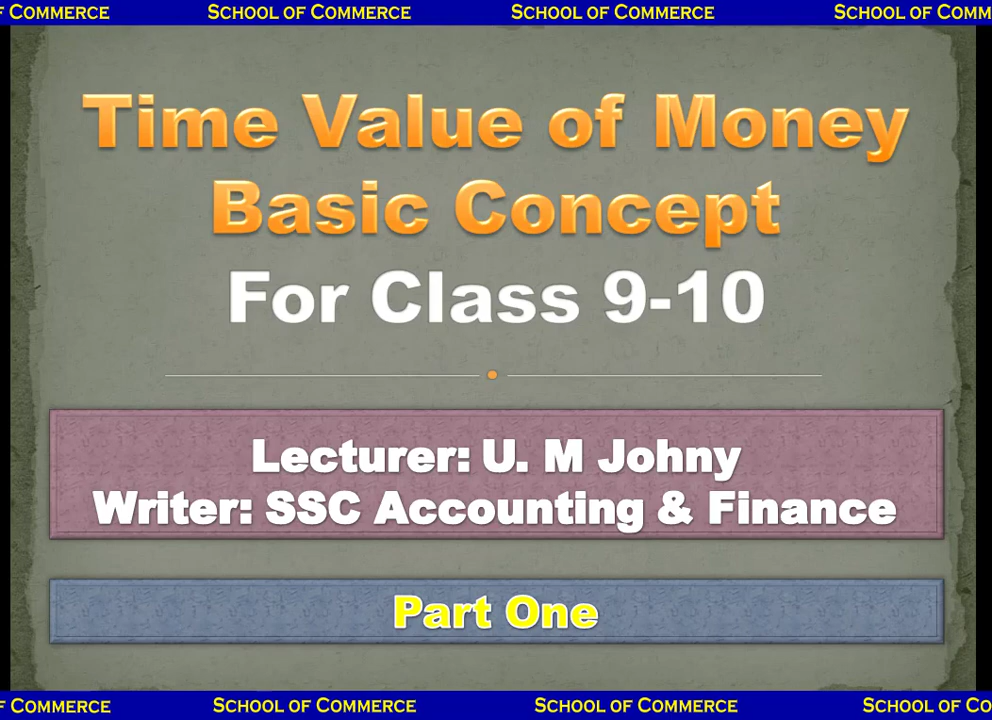 F COMMERCE SCHOOL OF COMMERCE SCHOOL OF COMMERCE SCHOOL OF COMM
Time Value of Money
Basic Concept
For Class 9-10
Lecturer: U. M Johny
Writer: SSC Accounting & Finance
Part One
F COMMERCE SCHOOL OF COMMERCE SCHOOL OF COMMERCE SCHOOL OF CO